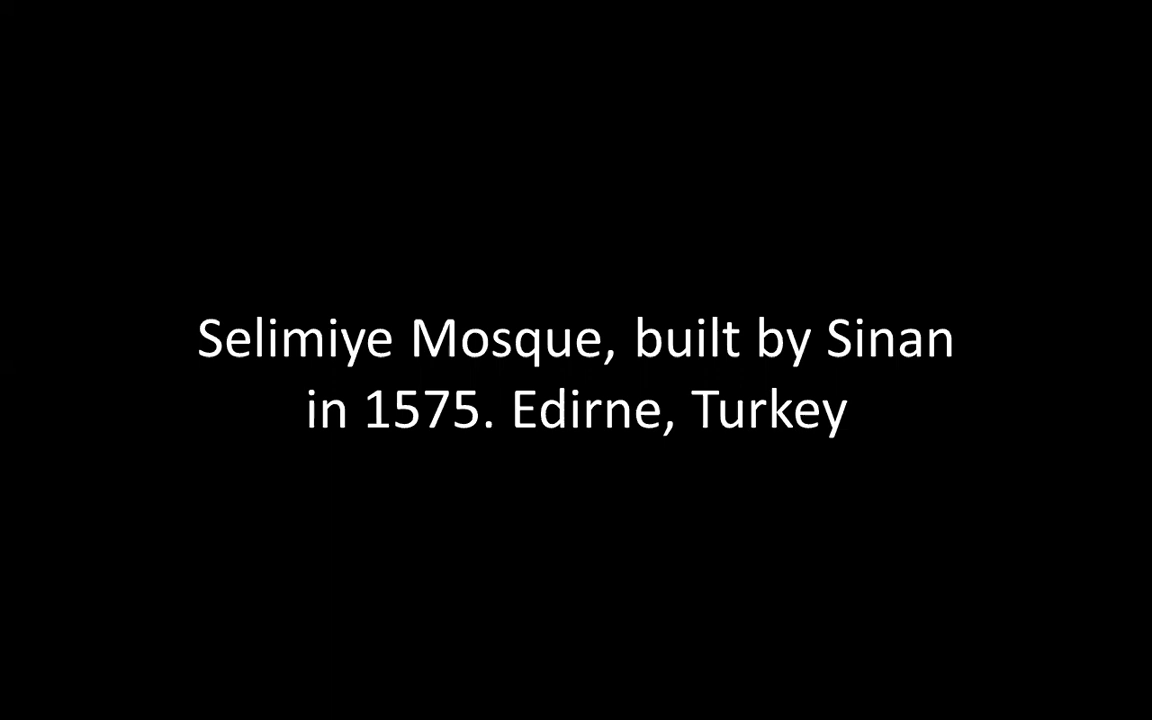 Selimiye Mosque, built by Sinan
in 1575. Edirne, Turkey